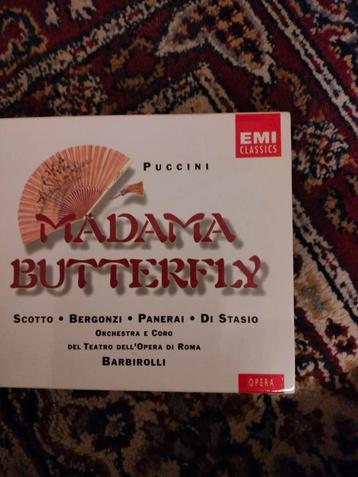 EMI
CLASSICS
PUCCINI
MADAMA
BUTTERFLY
SCOTTO • BERGONZI • PANERAI • DI STASIO
ORCHESTRA E CORO
DEL TEATRO DELL'OPERA DI ROMA
BARBIROLLI
OPERA